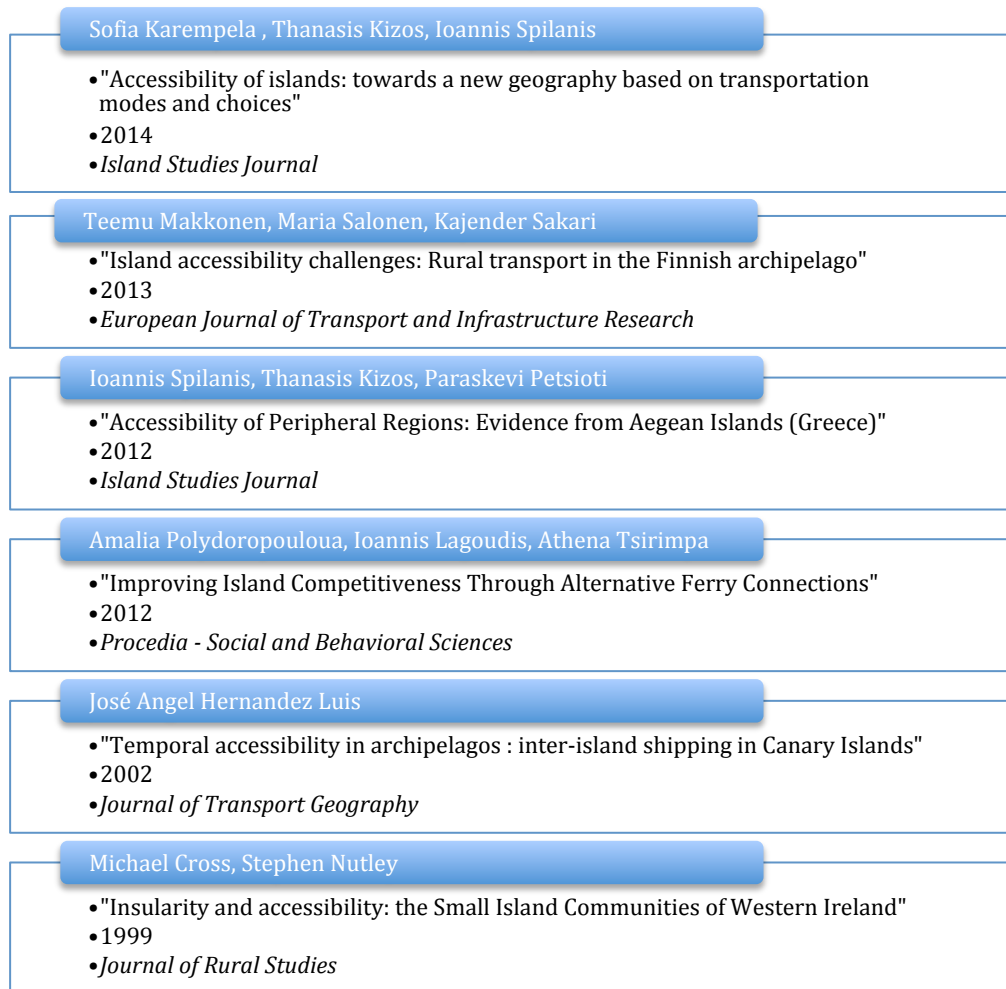 Sofia Karempela , Thanasis Kizos, Ioannis Spilanis
•"Accessibility of islands: towards a new geography based on transportation
modes and choices"
•2014
•Island Studies Journal
Teemu Makkonen, Maria Salonen, Kajender Sakari
•"Island accessibility challenges: Rural transport in the Finnish archipelago"
•2013
•European Journal of Transport and Infrastructure Research
Ioannis Spilanis, Thanasis Kizos, Paraskevi Petsioti
•"Accessibility of Peripheral Regions: Evidence from Aegean Islands (Greece)"
•2012
•Island Studies Journal
Amalia Polydoropouloua, Ioannis Lagoudis, Athena Tsirimpa
•"Improving Island Competitiveness Through Alternative Ferry Connections"
•2012
•Procedia - Social and Behavioral Sciences
José Angel Hernandez Luis
•"Temporal accessibility in archipelagos : inter-island shipping in Canary Islands"
•2002
•Journal of Transport Geography
Michael Cross, Stephen Nutley
•"Insularity and accessibility: the Small Island Communities of Western Ireland"
•1999
•Journal of Rural Studies